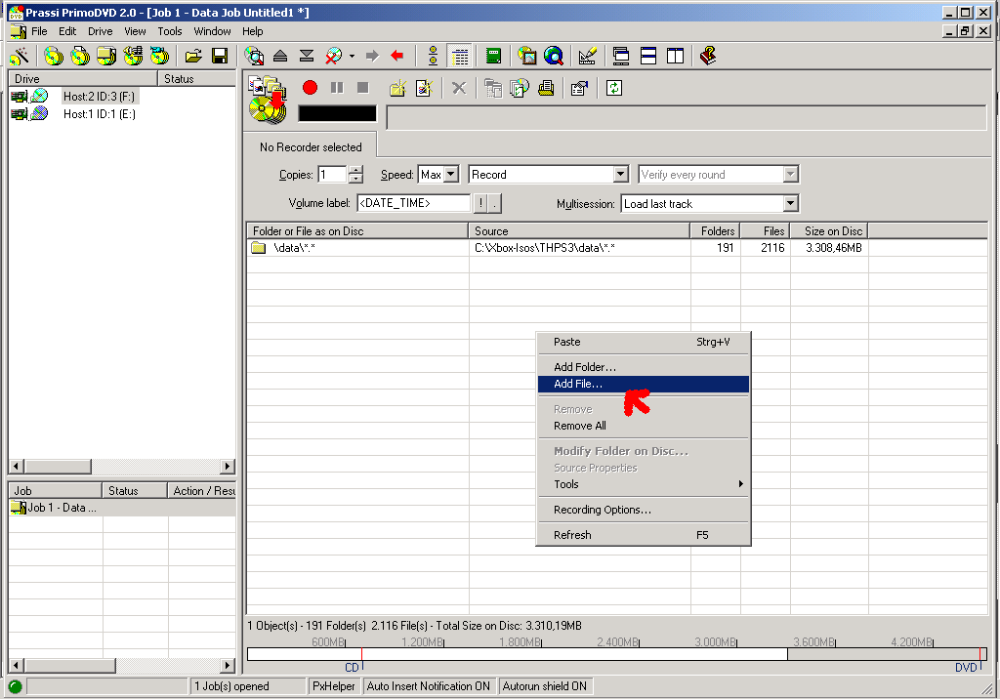 Prassi PrimoDVD 2.0 - [Job 1 - Data Job Untitled1 *]
File Edit Drive View Tools Window Help
Drive Status
Host:2 ID:3 (F:)
Host:1 ID:1 (E:)
No Recorder selected
Copies: 1 Speed: Max Record Verify every round
Volume label: <DATE_TIME> ! . Multisession: Load last track
Folder or File as on Disc Source Folders Files Size on Disc
\data\*.* C:\Xbox-Isos\THPS3\data\*.* 191 2116 3.308,46MB
Paste Strg+V
Add Folder...
Add File...
Remove
Remove All
Modify Folder on Disc...
Source Properties
Tools
Recording Options...
Refresh F5
Job Status Action / Resu
Job 1 - Data ...
1 Object(s) - 191 Folder(s) 2.116 File(s) - Total Size on Disc: 3.310,19MB
600MB 1.200MB 1.800MB 2.400MB 3.000MB 3.600MB 4.200MB
CD DVD
1 Job(s) opened PxHelper Auto Insert Notification ON Autorun shield ON